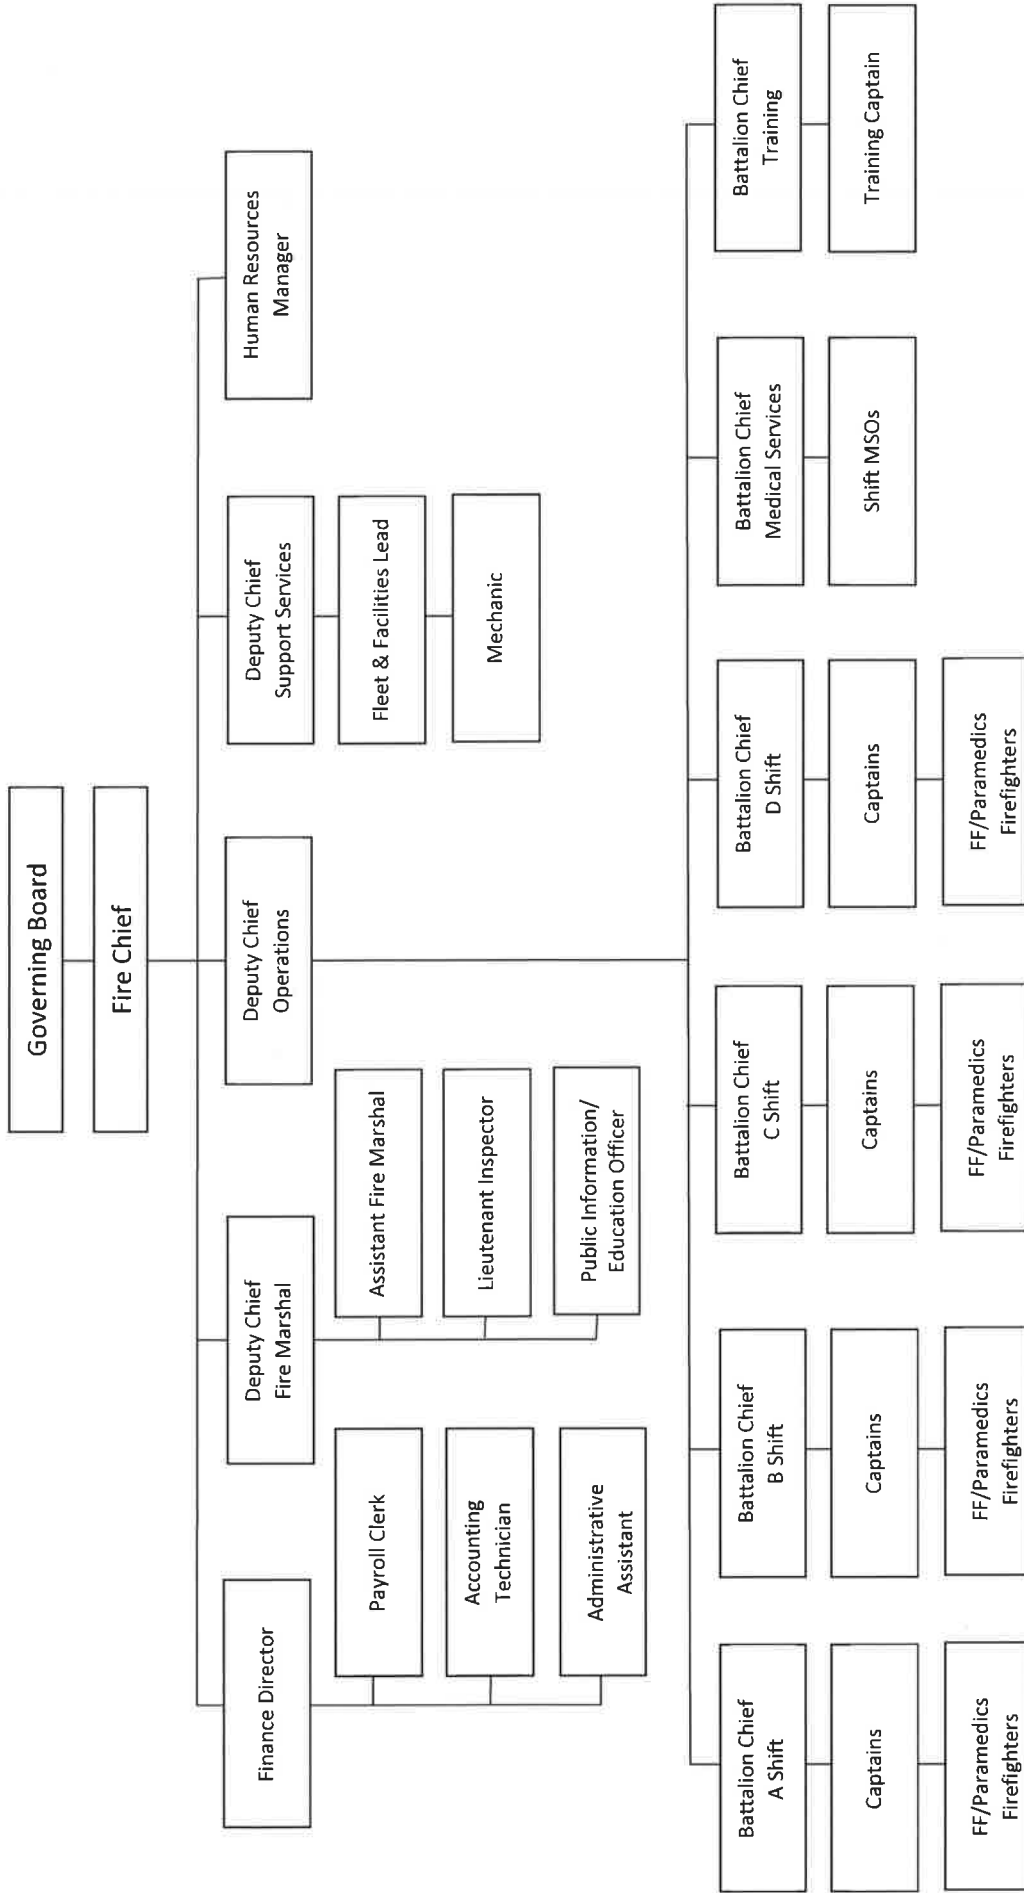 Governing Board
Fire Chief
Finance Director
Deputy Chief
Fire Marshal
Deputy Chief
Operations
Deputy Chief
Support Services
Human Resources
Manager
Payroll Clerk
Accounting
Technician
Administrative
Assistant
Assistant Fire Marshal
Lieutenant Inspector
Public Information/
Education Officer
Fleet & Facilities Lead
Mechanic
Battalion Chief
A Shift
Captains
FF/Paramedics
Firefighters
Battalion Chief
B Shift
Captains
FF/Paramedics
Firefighters
Battalion Chief
C Shift
Captains
FF/Paramedics
Firefighters
Battalion Chief
D Shift
Captains
FF/Paramedics
Firefighters
Battalion Chief
Medical Services
Shift MSOs
Battalion Chief
Training
Training Captain